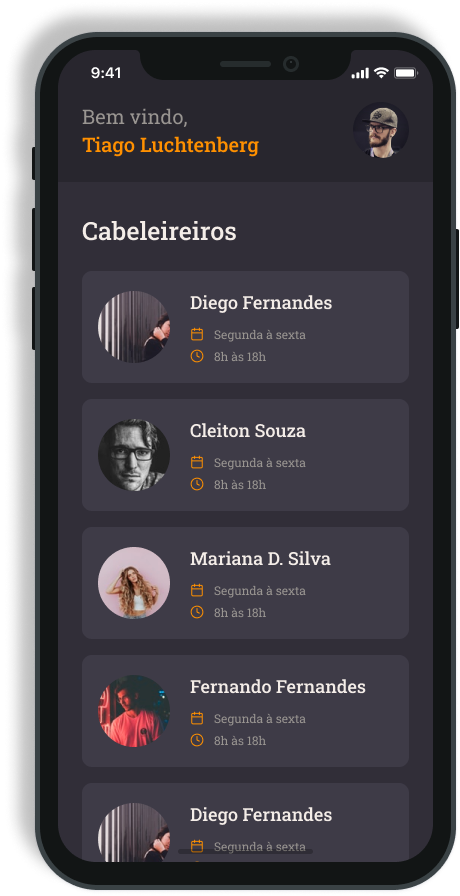 9:41
Bem vindo,
Tiago Luchtenberg
Cabeleireiros
Diego Fernandes
Segunda à sexta
8h às 18h
Cleiton Souza
Segunda à sexta
8h às 18h
Mariana D. Silva
Segunda à sexta
8h às 18h
Fernando Fernandes
Segunda à sexta
8h às 18h
Diego Fernandes
Segunda à sexta